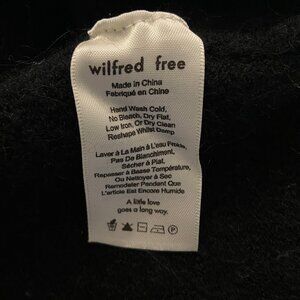 wilfred free
Made in China
Fabriqué en Chine
Hand Wash Cold,
No Bleach, Dry Flat,
Low Iron, Or Dry Clean
Reshape Whilst Damp
Laver à La Main à L'eau Froide,
Pas De Blanchiment,
Sécher à Plat,
Repasser à Basse Température,
Ou Nettoyer à Sec
Remodeler Pendant Que
L'article Est Encore Humide
A little love
goes a long way.